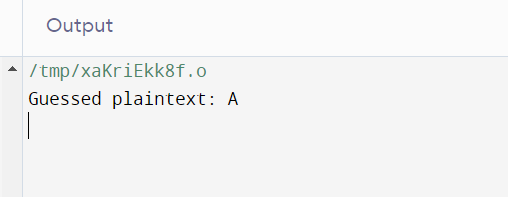 Output
/tmp/xaKriEkk8f.o
Guessed plaintext: A